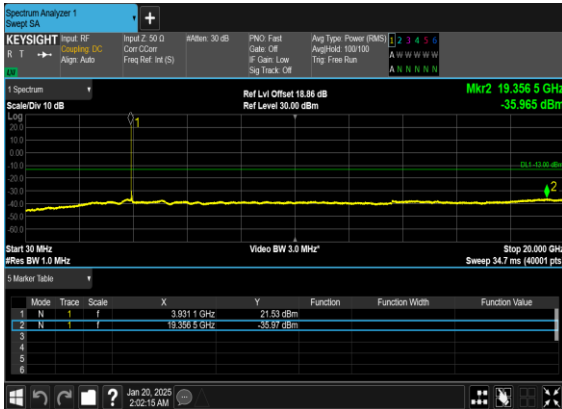 Spectrum Analyzer 1
Swept SA
KEYSIGHT Input: RF Input Z: 50 Ω #Atten: 30 dB PNO: Fast Avg Type: Power (RMS) 1 2 3 4 5 6
R T Coupling: DC Corr CCorr Gate: Off Avg|Hold: 100/100 A W W W W W
Align: Auto Freq Ref: Int (S) IF Gain: Low Trig: Free Run
Sig Track: Off A N N N N N
1 Spectrum
Ref Lvl Offset 18.86 dB Mkr2 19.356 5 GHz
Scale/Div 10 dB Ref Level 30.00 dBm -35.965 dBm
Log
1
20.0
10.0
0.00
-10.0
DL1 -13.00 dBm
-20.0
-30.0
2
-40.0
-50.0
-60.0
Start 30 MHz Video BW 3.0 MHz* Stop 20.000 GHz
#Res BW 1.0 MHz Sweep 34.7 ms (40001 pts)
5 Marker Table
Mode Trace Scale X Y Function Function Width Function Value
1 N 1 f 3.931 1 GHz 21.53 dBm
2 N 1 f 19.356 5 GHz -35.97 dBm
3
4
5
6
Jan 20, 2025
2:02:15 AM